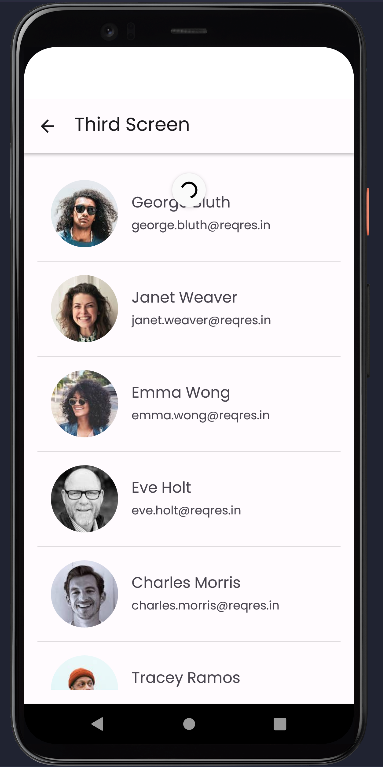 Third Screen
George Bluth
george.bluth@reqres.in
Janet Weaver
janet.weaver@reqres.in
Emma Wong
emma.wong@reqres.in
Eve Holt
eve.holt@reqres.in
Charles Morris
charles.morris@reqres.in
Tracey Ramos